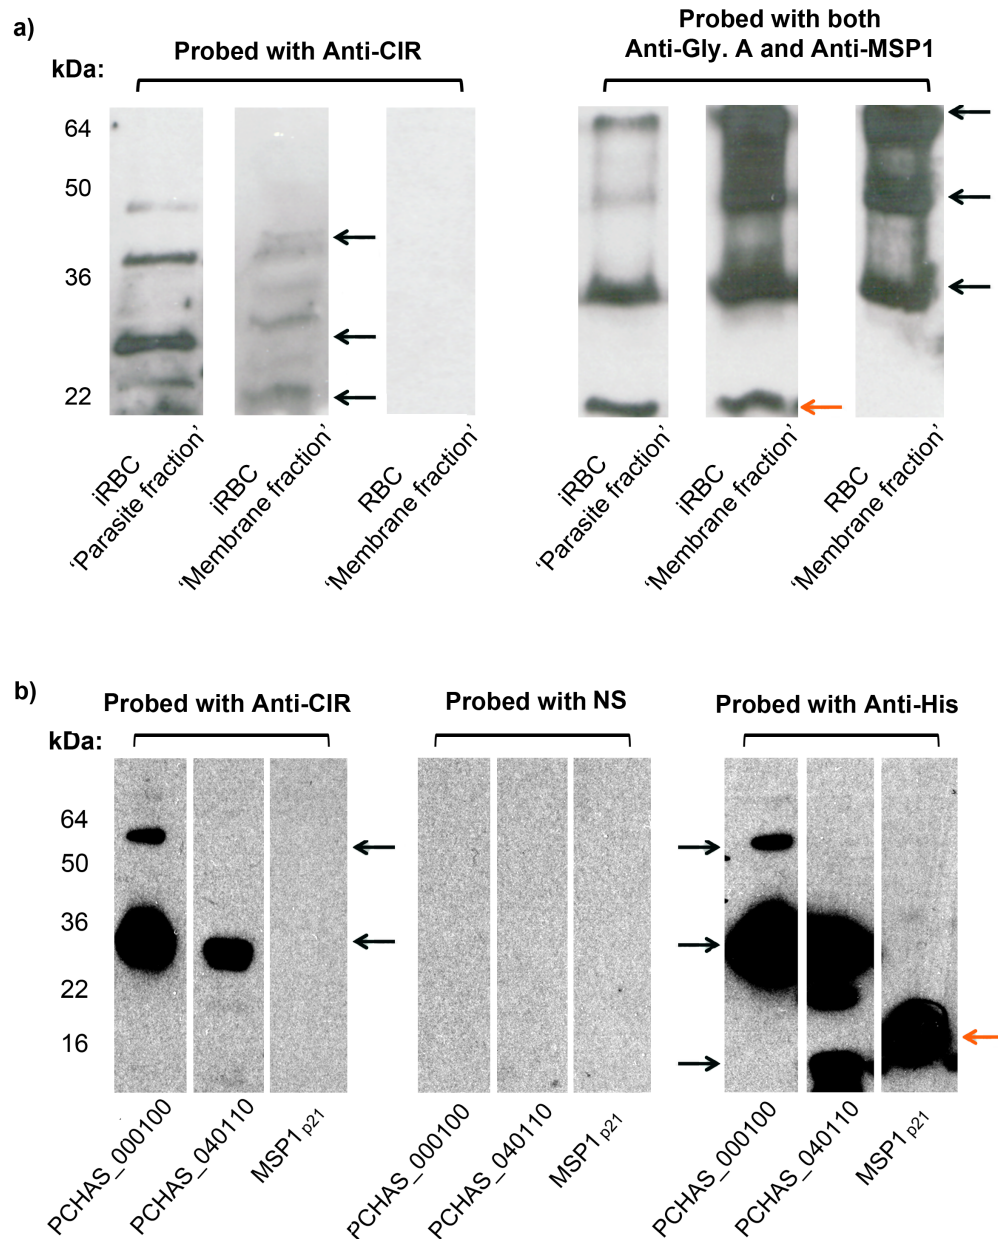 a)
Probed with Anti-CIR
Probed with both
Anti-Gly. A and Anti-MSP1
kDa:
64
50
36
22
iRBC
‘Parasite fraction’
iRBC
‘Membrane fraction’
RBC
‘Membrane fraction’
iRBC
‘Parasite fraction’
iRBC
‘Membrane fraction’
RBC
‘Membrane fraction’
b)
Probed with Anti-CIR
Probed with NS
Probed with Anti-His
kDa:
64
50
36
22
16
PCHAS_000100
PCHAS_040110
MSP1p21
PCHAS_000100
PCHAS_040110
MSP1p21
PCHAS_000100
PCHAS_040110
MSP1p21